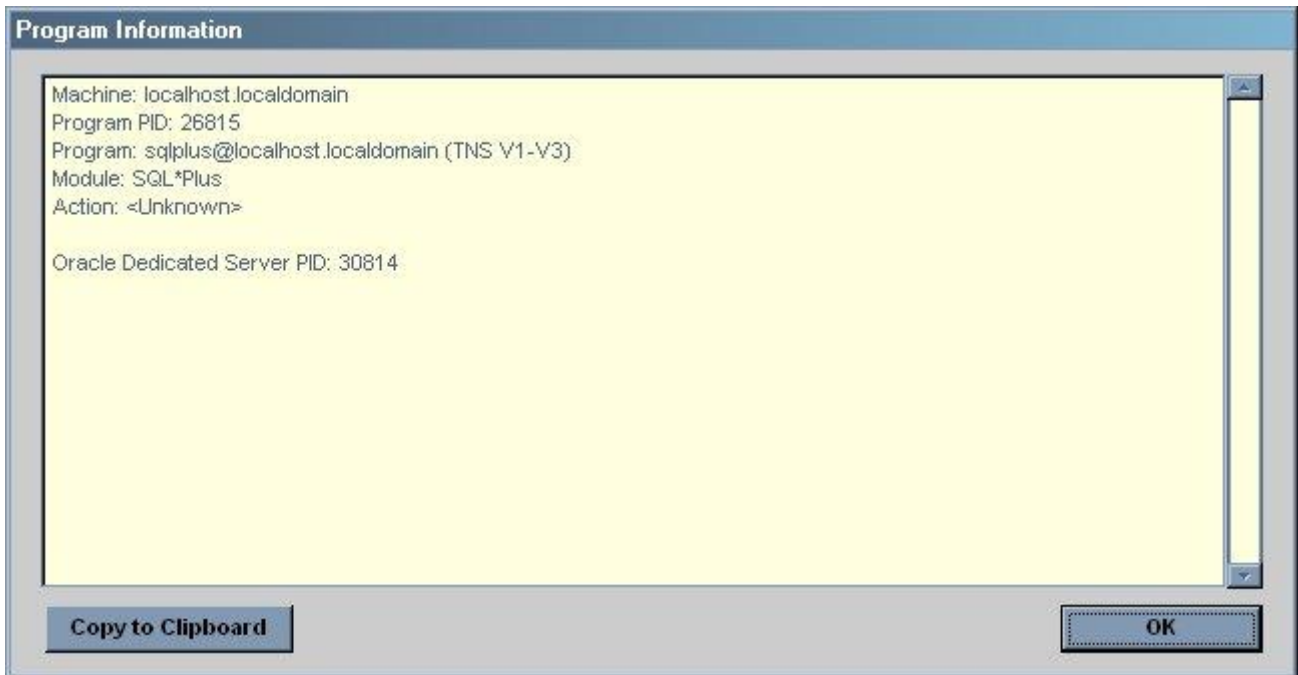 Program Information
Machine: localhost.localdomain
Program PID: 26815
Program: sqlplus@localhost.localdomain (TNS V1-V3)
Module: SQL*Plus
Action: <Unknown>
Oracle Dedicated Server PID: 30814
Copy to Clipboard
OK